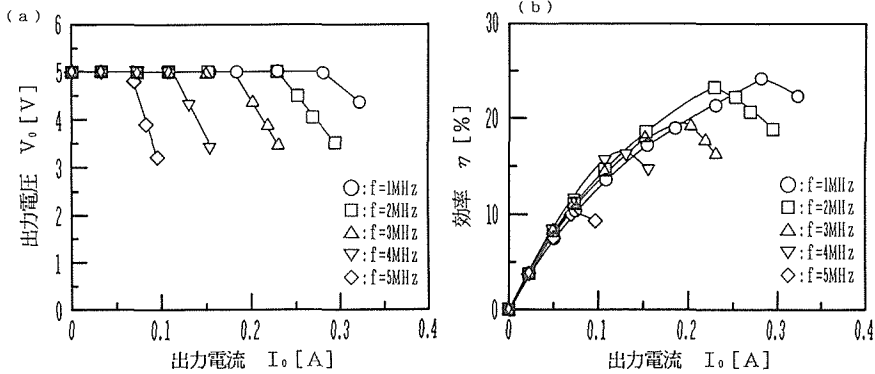 (a)
6
5
4
3
2
1
0
出力電圧 V₀ [V]
○:f=1MHz
□:f=2MHz
△:f=3MHz
▽:f=4MHz
◇:f=5MHz
0 0.1 0.2 0.3 0.4
出力電流 I₀ [A]
(b)
30
20
10
0
効率 η [%]
○:f=1MHz
□:f=2MHz
△:f=3MHz
▽:f=4MHz
◇:f=5MHz
0 0.1 0.2 0.3 0.4
出力電流 I₀ [A]